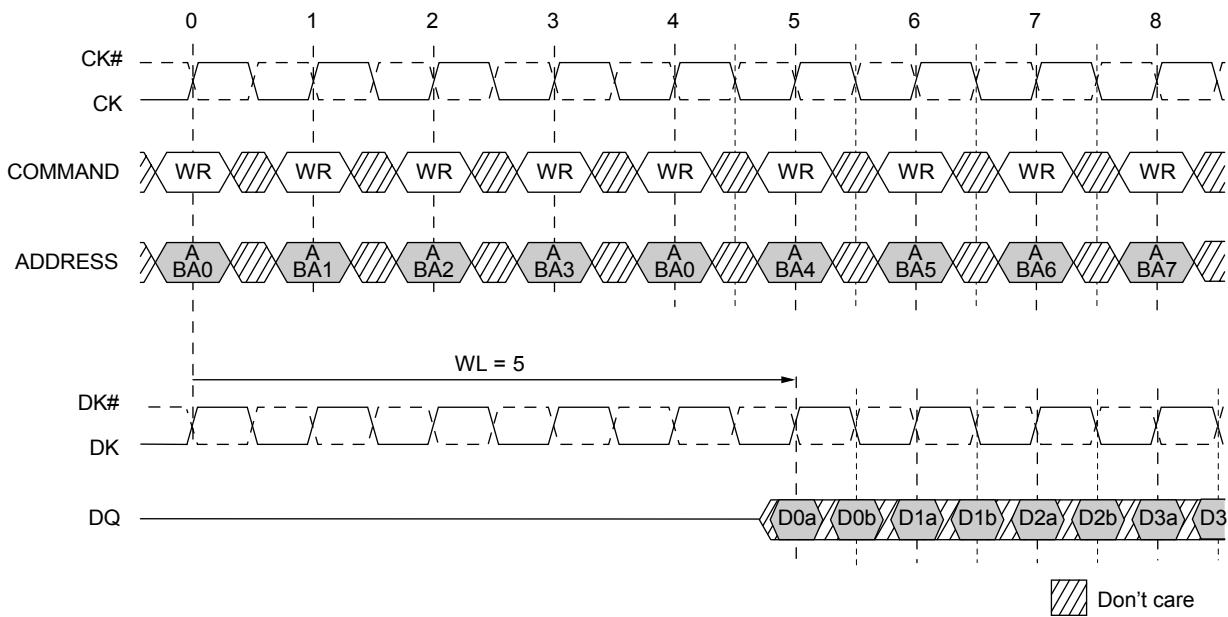 0 1 2 3 4 5 6 7 8
CK#
CK
COMMAND WR WR WR WR WR WR WR WR WR
A A A A A A A A A
ADDRESS BA0 BA1 BA2 BA3 BA0 BA4 BA5 BA6 BA7
WL = 5
DK#
DK
DQ D0a D0b D1a D1b D2a D2b D3a D3
Don't care